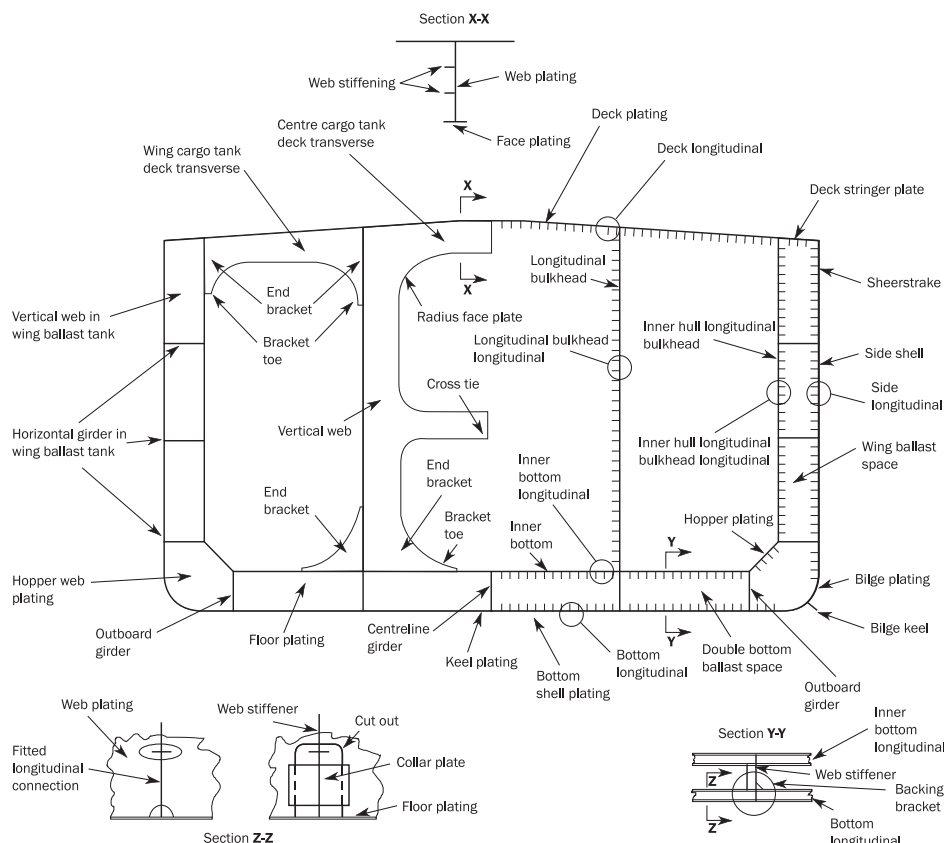 Section X-X
Web stiffening
Web plating
Face plating
Centre cargo tank
deck transverse
Wing cargo tank
deck transverse
Deck plating
Deck longitudinal
Deck stringer plate
X
X
Sheerstrake
Longitudinal
bulkhead
End
bracket
Radius face plate
Vertical web in
wing ballast tank
Bracket
toe
Inner hull longitudinal
bulkhead
Longitudinal bulkhead
longitudinal
Side shell
Cross tie
Side
longitudinal
Horizontal girder in
wing ballast tank
Vertical web
Inner hull longitudinal
bulkhead longitudinal
Wing ballast
space
End
bracket
Inner
bottom
longitudinal
End
bracket
Bracket
toe
Inner
bottom
Y
Hopper plating
Hopper web
plating
Bilge plating
Bilge keel
Outboard
girder
Floor plating
Centreline
girder
Keel plating
Bottom
shell plating
Bottom
longitudinal
Y
Double bottom
ballast space
Outboard
girder
Web plating
Fitted
longitudinal
connection
Web stiffener
Cut out
Collar plate
Floor plating
Section Z-Z
Section Y-Y
Inner
bottom
longitudinal
Web stiffener
Z
Backing
bracket
Z
Bottom
longitudinal